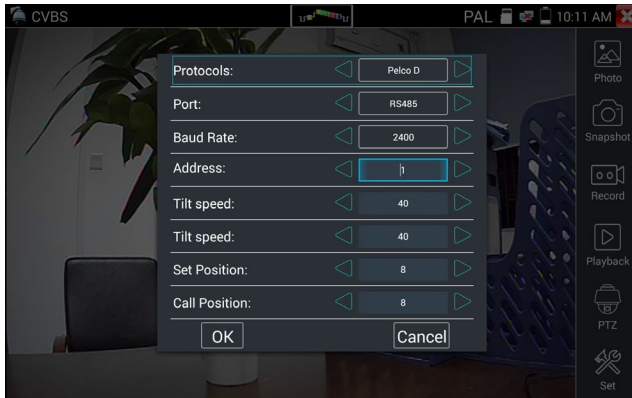 CVBS PAL 10:11 AM
Protocols: Pelco D
Port: RS485
Baud Rate: 2400
Address: 1
Tilt speed: 40
Tilt speed: 40
Set Position: 8
Call Position: 8
OK Cancel
Photo
Snapshot
Record
Playback
PTZ
Set